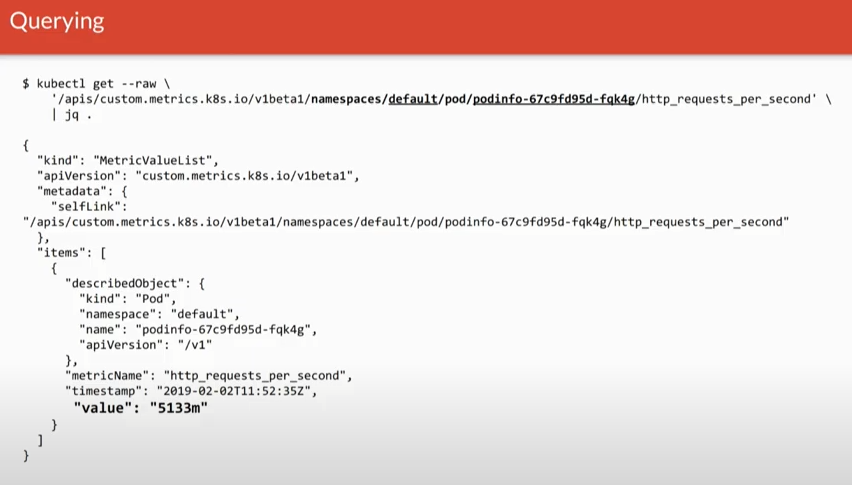 Querying
$ kubectl get --raw \
'/apis/custom.metrics.k8s.io/v1beta1/namespaces/default/pod/podinfo-67c9fd95d-fqk4g/http_requests_per_second' \
| jq .
{
"kind": "MetricValueList",
"apiVersion": "custom.metrics.k8s.io/v1beta1",
"metadata": {
"selfLink":
"/apis/custom.metrics.k8s.io/v1beta1/namespaces/default/pod/podinfo-67c9fd95d-fqk4g/http_requests_per_second"
},
"items": [
{
"describedObject": {
"kind": "Pod",
"namespace": "default",
"name": "podinfo-67c9fd95d-fqk4g",
"apiVersion": "/v1"
},
"metricName": "http_requests_per_second",
"timestamp": "2019-02-02T11:52:35Z",
"value": "5133m"
}
]
}